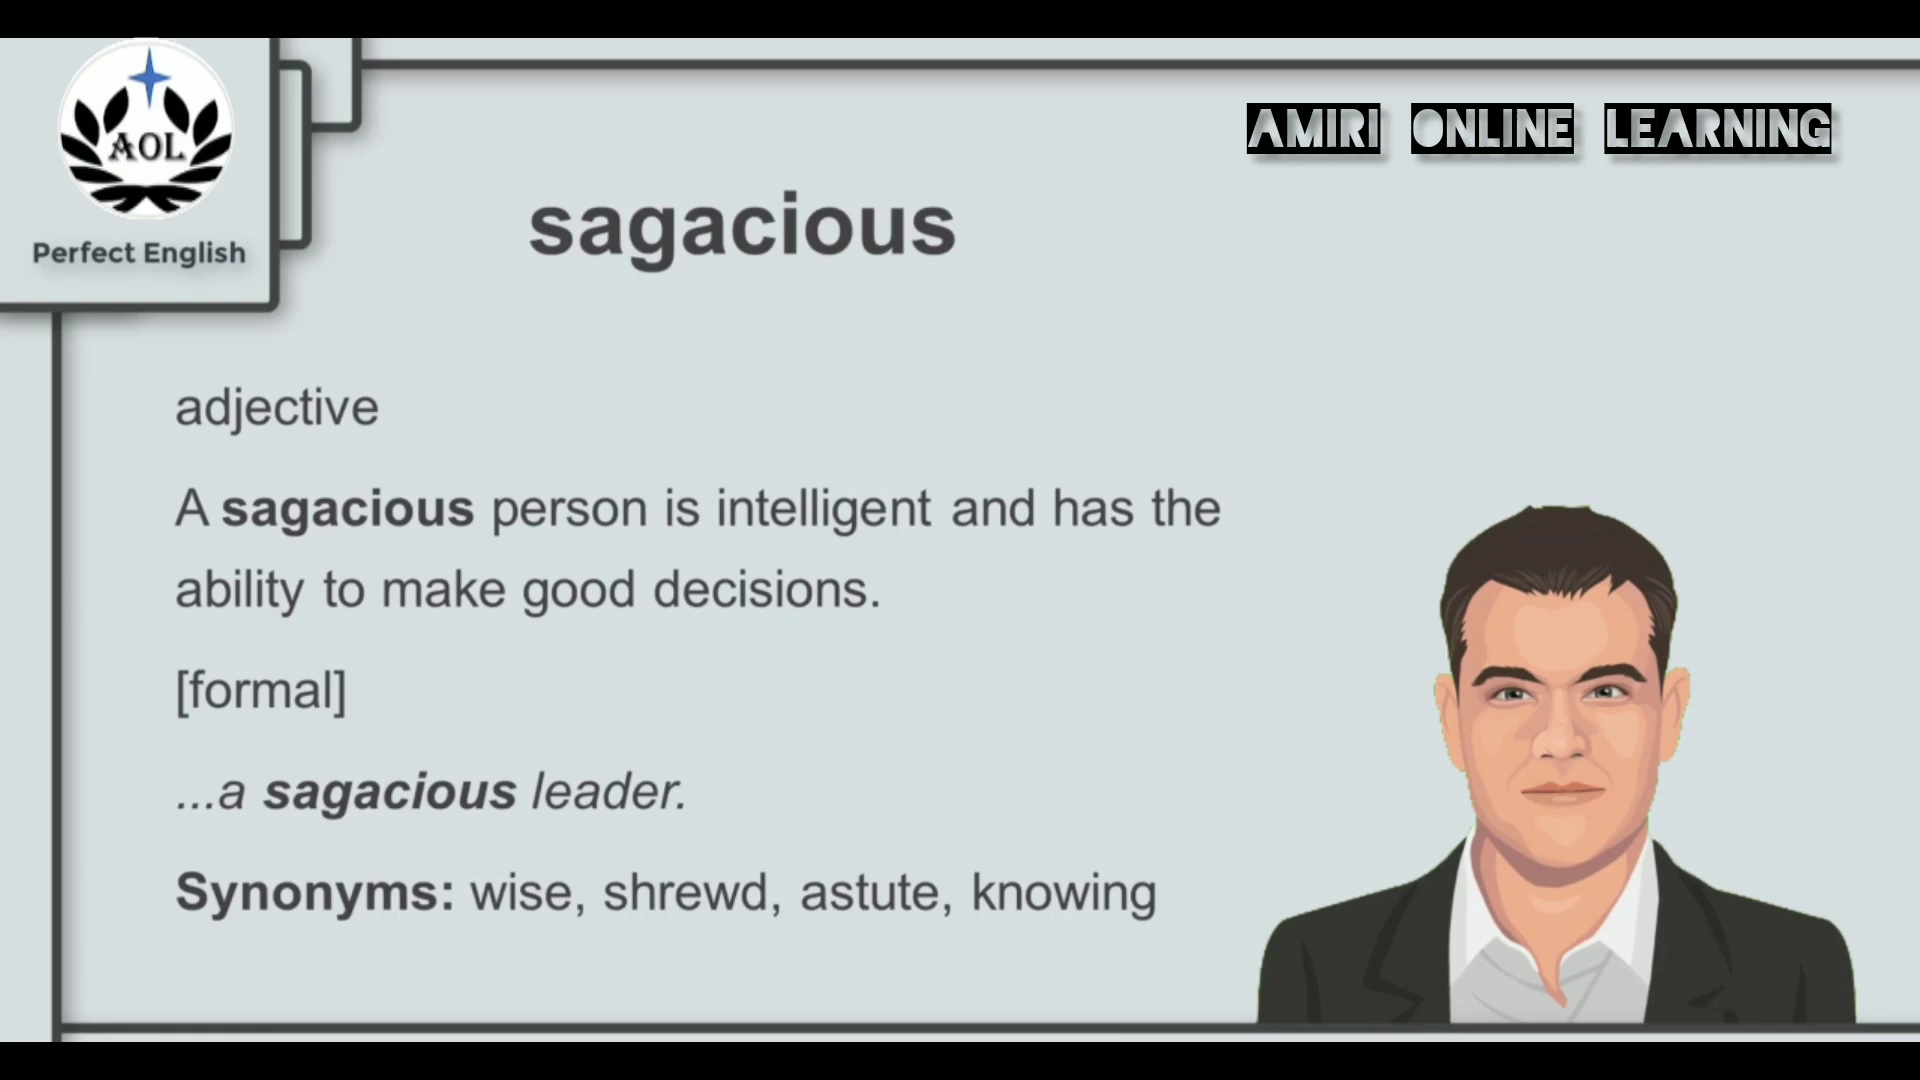 AOL
Perfect English
AMIRI ONLINE LEARNING
sagacious
adjective
A sagacious person is intelligent and has the
ability to make good decisions.
[formal]
...a sagacious leader.
Synonyms: wise, shrewd, astute, knowing